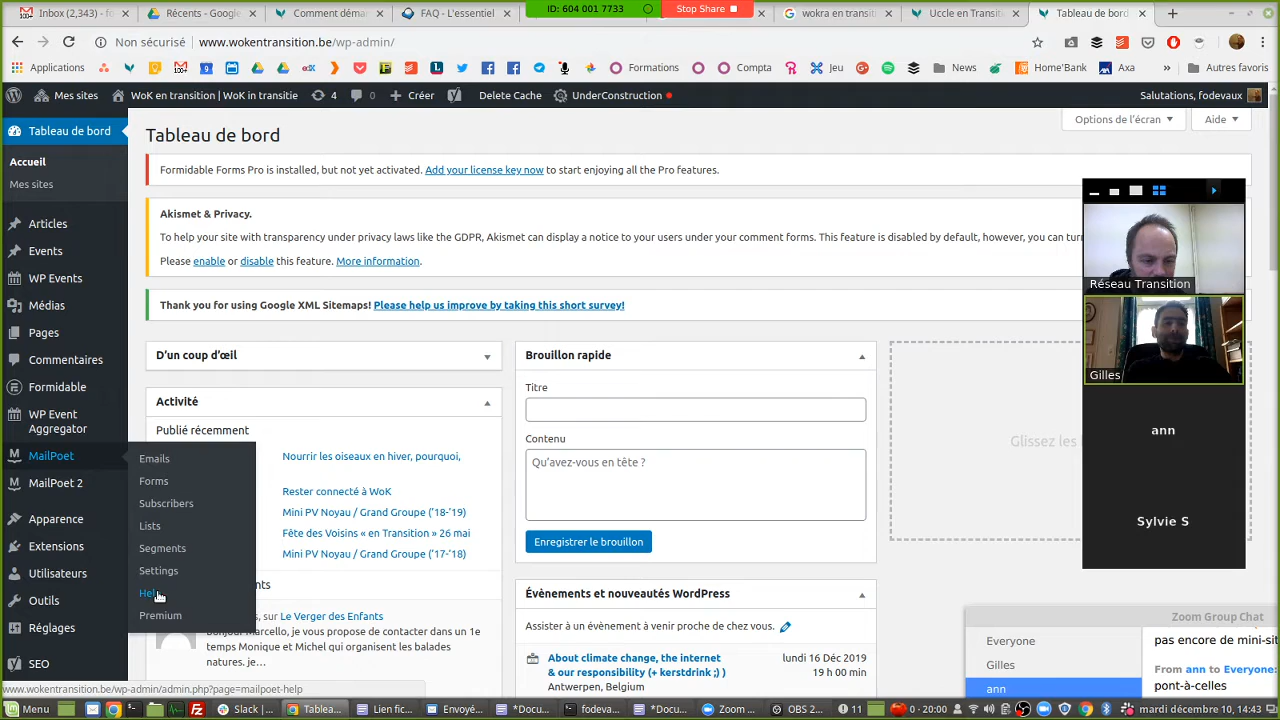 Inbox (2,343) - fo
Récents - Google
Comment déma
FAQ - L'essentiel
ID: 604 001 7733
Stop Share
wokra en transiti
Uccle en Transiti
Tableau de bord
Non sécurisé
www.wokentransition.be/wp-admin/
Applications
Formations
Compta
Jeu
News
Home'Bank
Axa
»
Autres favoris
Mes sites
WoK en transition | WoK in transitie
4
0
Créer
Delete Cache
UnderConstruction
Salutations, fodevaux
Tableau de bord
Accueil
Mes sites
Articles
Events
WP Events
Médias
Pages
Commentaires
Formidable
WP Event
Aggregator
MailPoet
MailPoet 2
Apparence
Extensions
Utilisateurs
Outils
Réglages
SEO
Emails
Forms
Subscribers
Lists
Segments
Settings
Help
Premium
Tableau de bord
Options de l'écran
Aide
Formidable Forms Pro is installed, but not yet activated. Add your license key now to start enjoying all the Pro features.
Akismet & Privacy.
To help your site with transparency under privacy laws like the GDPR, Akismet can display a notice to your users under your comment forms. This feature is disabled by default, however, you can turn
Please enable or disable this feature. More information.
Thank you for using Google XML Sitemaps! Please help us improve by taking this short survey!
D'un coup d'œil
Activité
Publié récemment
Nourrir les oiseaux en hiver, pourquoi,
Rester connecté à WoK
Mini PV Noyau / Grand Groupe ('18-'19)
Fête des Voisins « en Transition » 26 mai
Mini PV Noyau / Grand Groupe ('17-'18)
sur Le Verger des Enfants
Bonjour Marcello, je vous propose de contacter dans un 1e
temps Monique et Michel qui organisent les balades
natures. je…
Brouillon rapide
Titre
Contenu
Qu'avez-vous en tête ?
Enregistrer le brouillon
Évènements et nouveautés WordPress
Assister à un évènement à venir proche de chez vous.
About climate change, the internet
& our responsibility (+ kerstdrink ;) )
Antwerpen, Belgium
lundi 16 Déc 2019
19 h 00 min
Glissez les
Réseau Transition
Gilles
ann
Sylvie S
Zoom Group Chat
Everyone
Gilles
ann
pas encore de mini-sit
From ann to Everyone:
pont-à-celles
www.wokentransition.be/wp-admin/admin.php?page=mailpoet-help
Menu
Slack |...
Tablea...
Lien fic...
Envoyé...
*Docu...
fodeva...
*Docu...
Zoom ...
OBS 2...
11
0 - 20:00
mardi décembre 10, 14:43